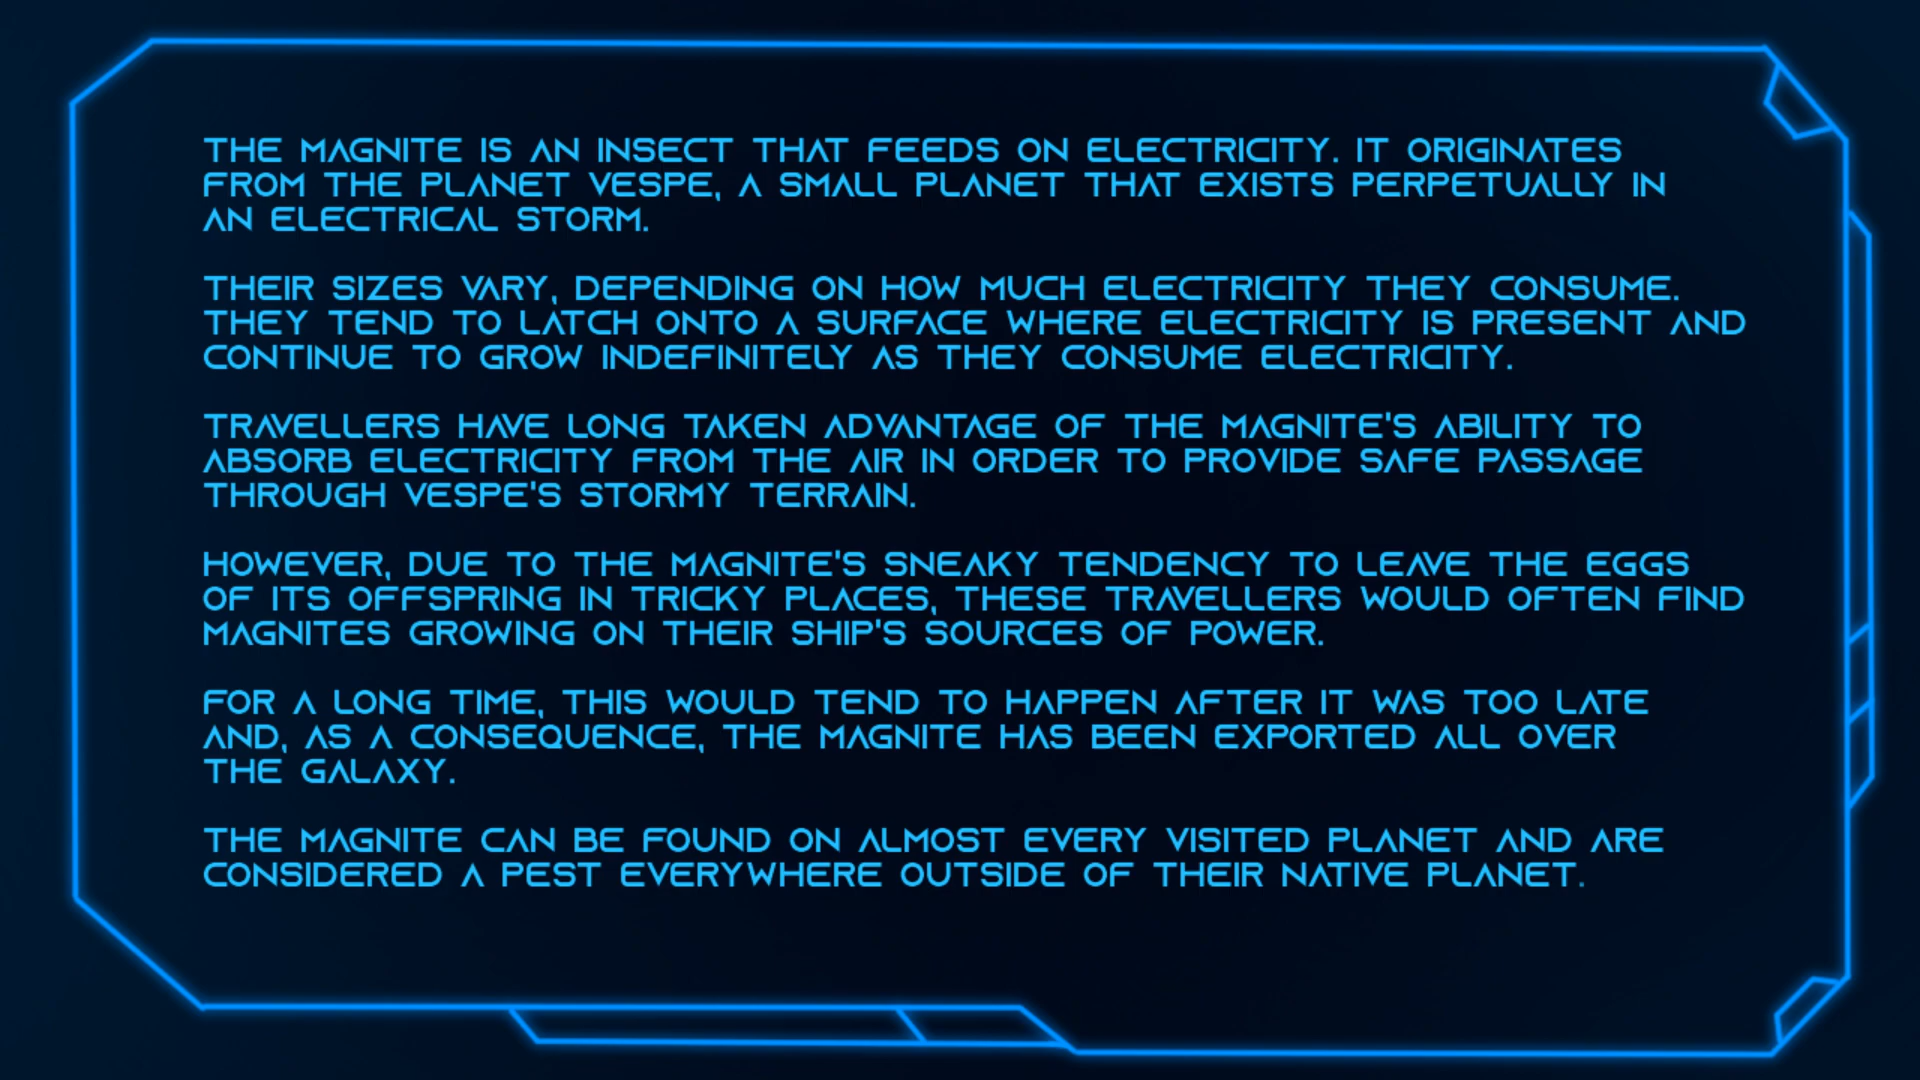 THE MAGNITE IS AN INSECT THAT FEEDS ON ELECTRICITY. IT ORIGINATES
FROM THE PLANET VESPE, A SMALL PLANET THAT EXISTS PERPETUALLY IN
AN ELECTRICAL STORM.
THEIR SIZES VARY, DEPENDING ON HOW MUCH ELECTRICITY THEY CONSUME.
THEY TEND TO LATCH ONTO A SURFACE WHERE ELECTRICITY IS PRESENT AND
CONTINUE TO GROW INDEFINITELY AS THEY CONSUME ELECTRICITY.
TRAVELLERS HAVE LONG TAKEN ADVANTAGE OF THE MAGNITE'S ABILITY TO
ABSORB ELECTRICITY FROM THE AIR IN ORDER TO PROVIDE SAFE PASSAGE
THROUGH VESPE'S STORMY TERRAIN.
HOWEVER, DUE TO THE MAGNITE'S SNEAKY TENDENCY TO LEAVE THE EGGS
OF ITS OFFSPRING IN TRICKY PLACES, THESE TRAVELLERS WOULD OFTEN FIND
MAGNITES GROWING ON THEIR SHIP'S SOURCES OF POWER.
FOR A LONG TIME, THIS WOULD TEND TO HAPPEN AFTER IT WAS TOO LATE
AND, AS A CONSEQUENCE, THE MAGNITE HAS BEEN EXPORTED ALL OVER
THE GALAXY.
THE MAGNITE CAN BE FOUND ON ALMOST EVERY VISITED PLANET AND ARE
CONSIDERED A PEST EVERYWHERE OUTSIDE OF THEIR NATIVE PLANET.